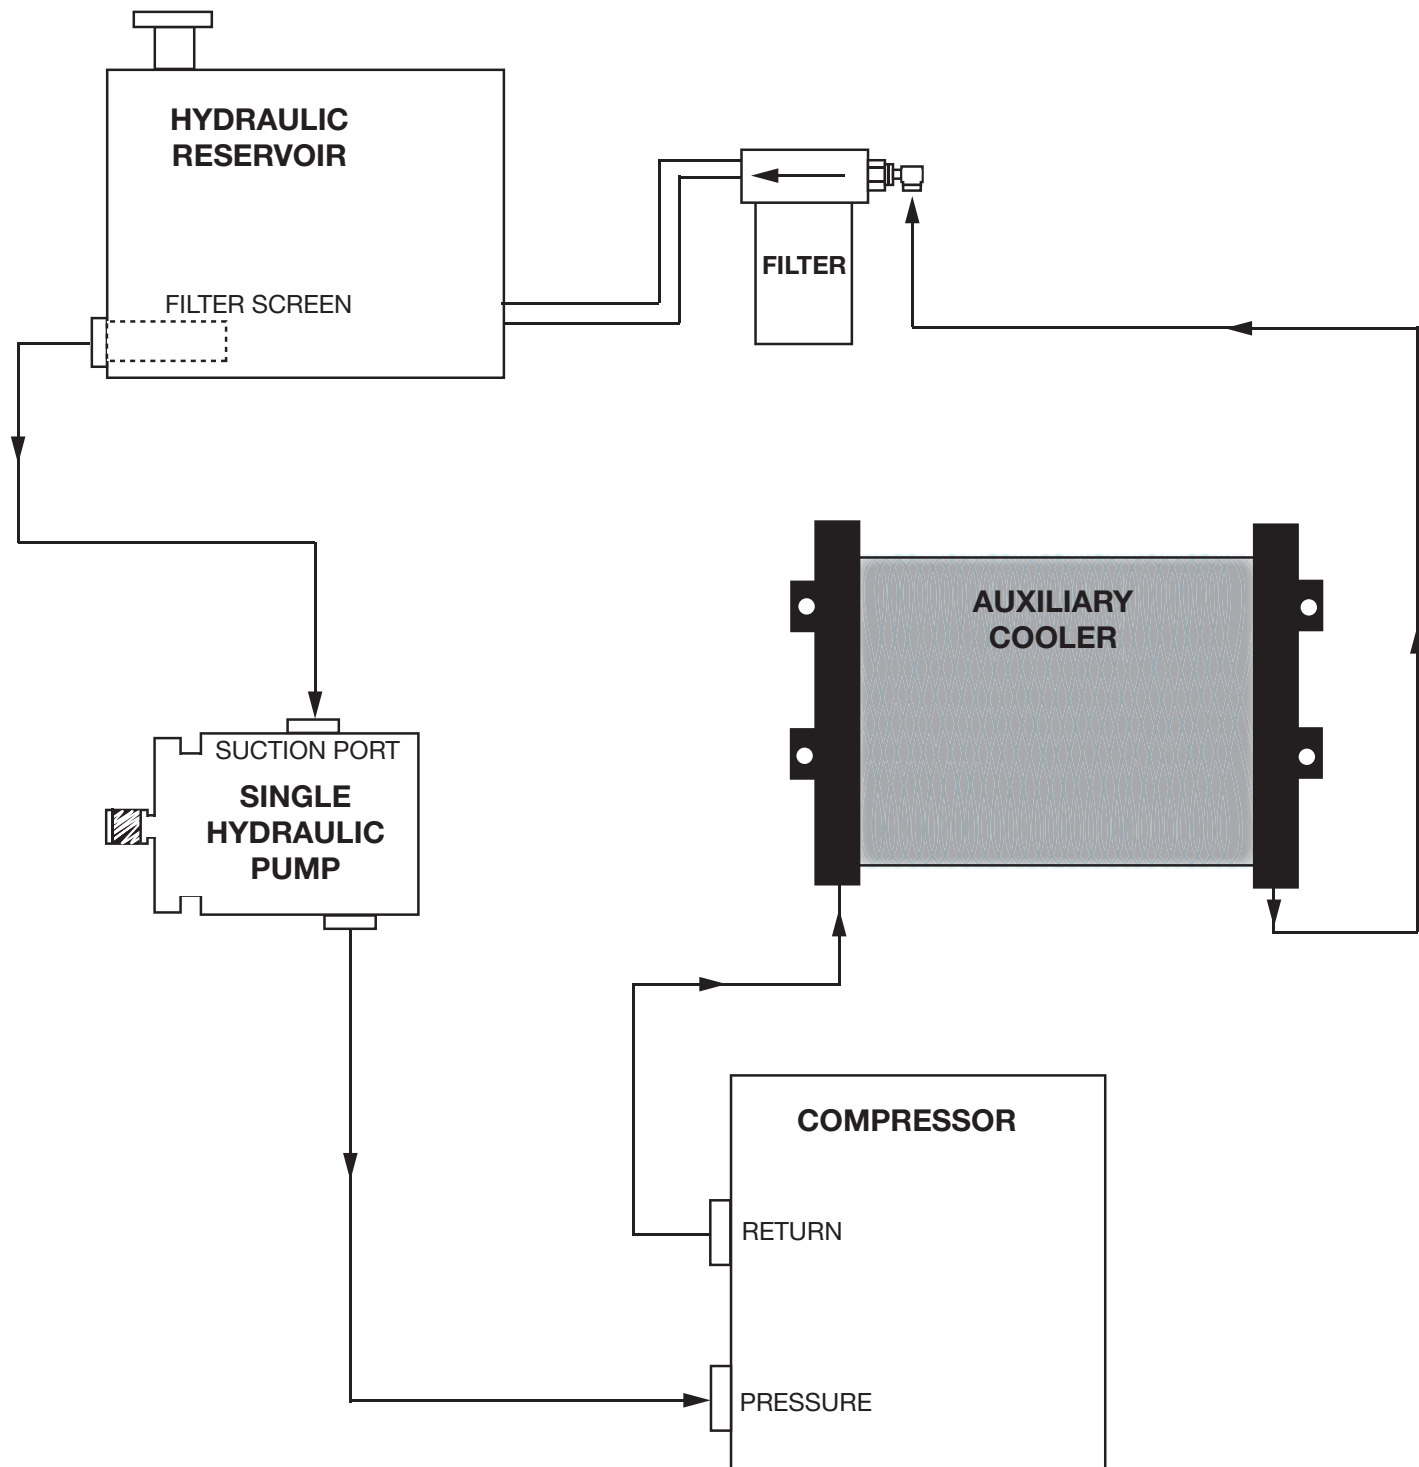 HYDRAULIC
RESERVOIR
FILTER SCREEN
FILTER
AUXILIARY
COOLER
SUCTION PORT
SINGLE
HYDRAULIC
PUMP
COMPRESSOR
RETURN
PRESSURE